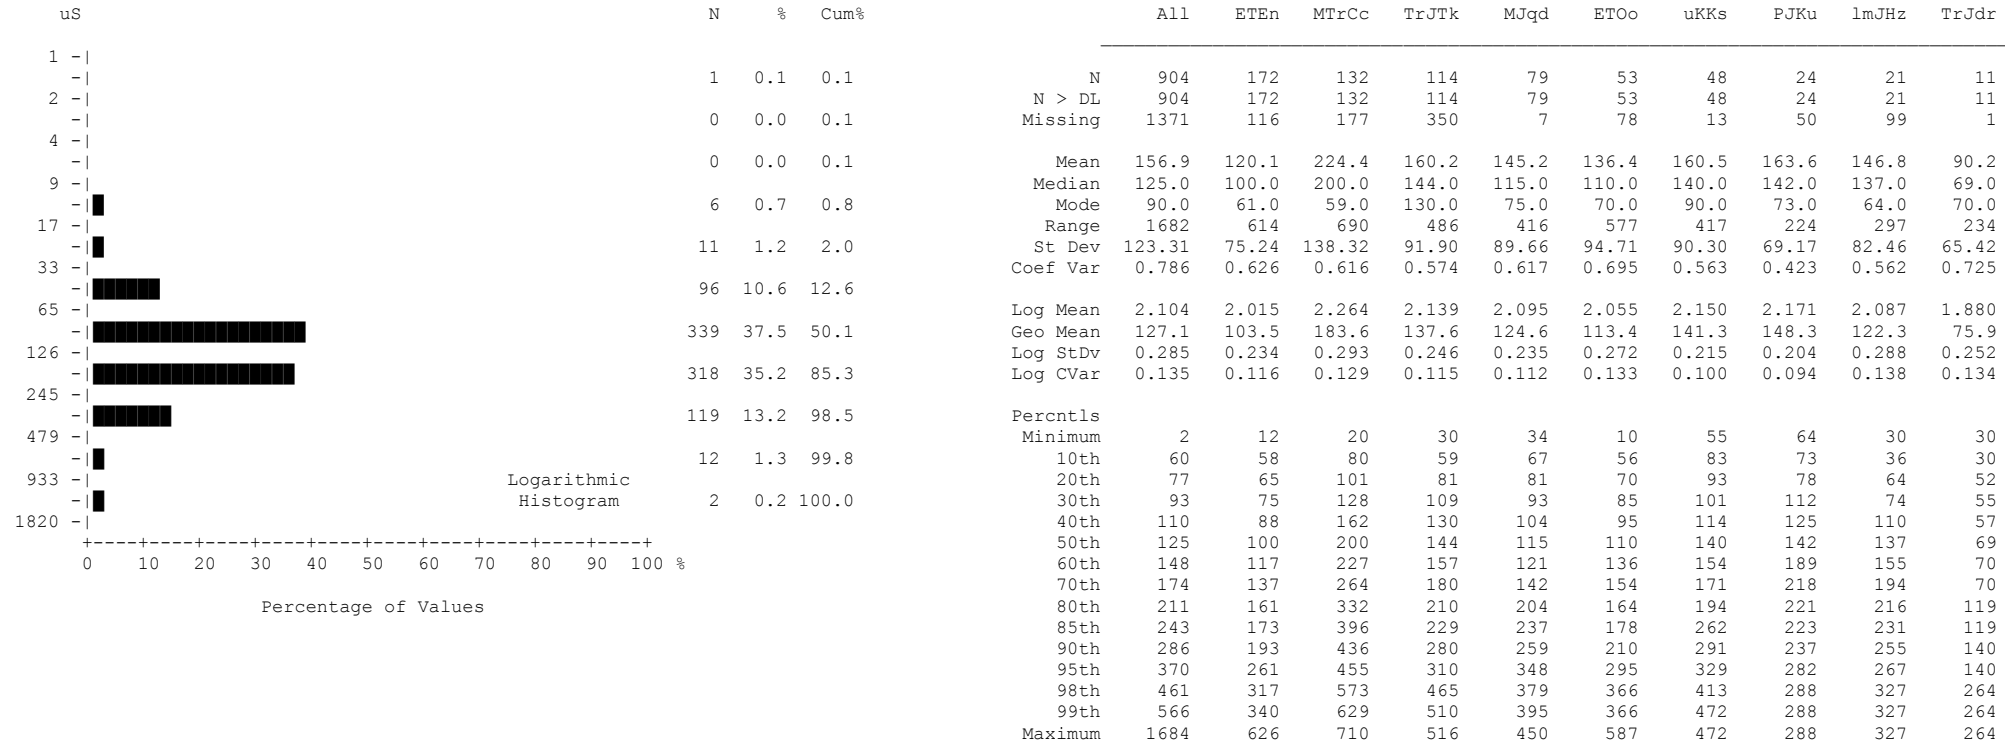 uS N % Cum% All ETEn MTrCc TrJTk MJqd ETOo uKKs PJKu lmJHz TrJdr
1 -|
-| 1 0.1 0.1 N 904 172 132 114 79 53 48 24 21 11
2 -| N > DL 904 172 132 114 79 53 48 24 21 11
-| 0 0.0 0.1 Missing 1371 116 177 350 7 78 13 50 99 1
4 -|
-| 0 0.0 0.1 Mean 156.9 120.1 224.4 160.2 145.2 136.4 160.5 163.6 146.8 90.2
9 -| Median 125.0 100.0 200.0 144.0 115.0 110.0 140.0 142.0 137.0 69.0
-| 6 0.7 0.8 Mode 90.0 61.0 59.0 130.0 75.0 70.0 90.0 73.0 64.0 70.0
17 -| Range 1682 614 690 486 416 577 417 224 297 234
-| 11 1.2 2.0 St Dev 123.31 75.24 138.32 91.90 89.66 94.71 90.30 69.17 82.46 65.42
33 -| Coef Var 0.786 0.626 0.616 0.574 0.617 0.695 0.563 0.423 0.562 0.725
-| 96 10.6 12.6
65 -| Log Mean 2.104 2.015 2.264 2.139 2.095 2.055 2.150 2.171 2.087 1.880
-| 339 37.5 50.1 Geo Mean 127.1 103.5 183.6 137.6 124.6 113.4 141.3 148.3 122.3 75.9
126 -| Log StDv 0.285 0.234 0.293 0.246 0.235 0.272 0.215 0.204 0.288 0.252
-| 318 35.2 85.3 Log CVar 0.135 0.116 0.129 0.115 0.112 0.133 0.100 0.094 0.138 0.134
245 -|
-| 119 13.2 98.5 Percntls
479 -| Minimum 2 12 20 30 34 10 55 64 30 30
-| 12 1.3 99.8 10th 60 58 80 59 67 56 83 73 36 30
933 -| Logarithmic 20th 77 65 101 81 81 70 93 78 64 52
-| Histogram 2 0.2 100.0 30th 93 75 128 109 93 85 101 112 74 55
1820 -| 40th 110 88 162 130 104 95 114 125 110 57
+----+----+----+----+----+----+----+----+----+----+ 50th 125 100 200 144 115 110 140 142 137 69
0 10 20 30 40 50 60 70 80 90 100 % 60th 148 117 227 157 121 136 154 189 155 70
70th 174 137 264 180 142 154 171 218 194 70
Percentage of Values 80th 211 161 332 210 204 164 194 221 216 119
85th 243 173 396 229 237 178 262 223 231 119
90th 286 193 436 280 259 210 291 237 255 140
95th 370 261 455 310 348 295 329 282 267 140
98th 461 317 573 465 379 366 413 288 327 264
99th 566 340 629 510 395 366 472 288 327 264
Maximum 1684 626 710 516 450 587 472 288 327 264